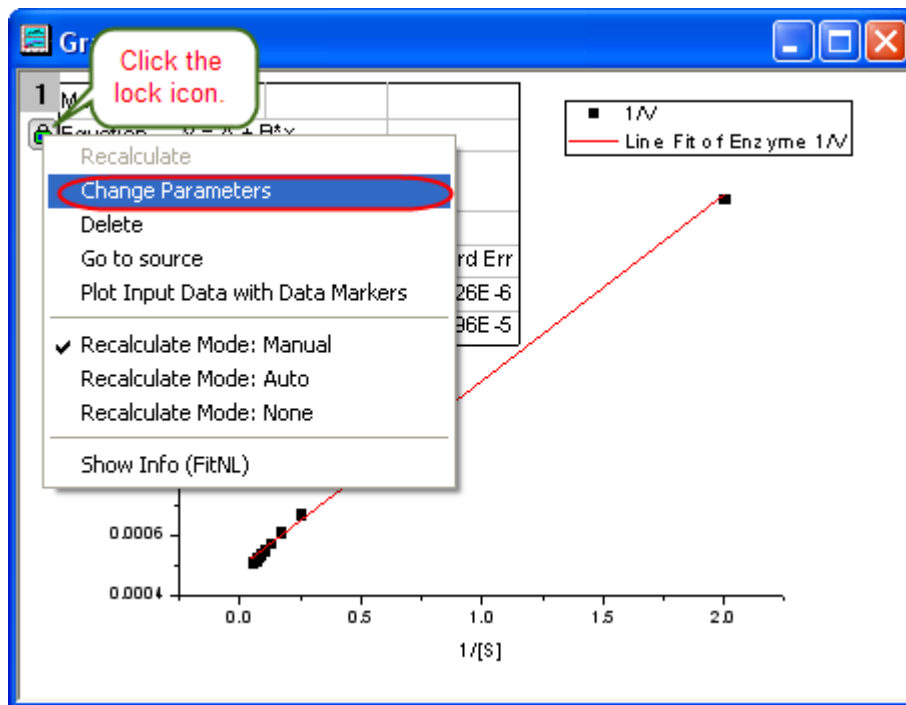 Gr
Click the
lock icon.
1
M
Equation y = A + B*x
1/V
Line Fit of Enzyme 1/V
Recalculate
Change Parameters
Delete
Go to source
rd Err
Plot Input Data with Data Markers
26E -6
96E -5
Recalculate Mode: Manual
Recalculate Mode: Auto
Recalculate Mode: None
Show Info (FitNL)
0.0006
0.0004
0.0 0.5 1.0 1.5 2.0
1/[S]